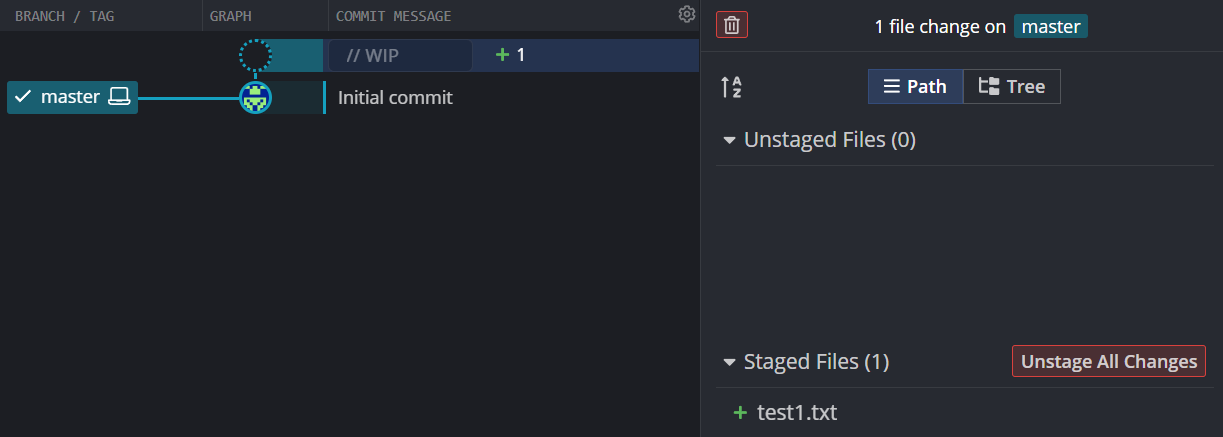 BRANCH / TAG GRAPH COMMIT MESSAGE
// WIP + 1
master Initial commit
1 file change on master
Path Tree
Unstaged Files (0)
Staged Files (1) Unstage All Changes
+ test1.txt